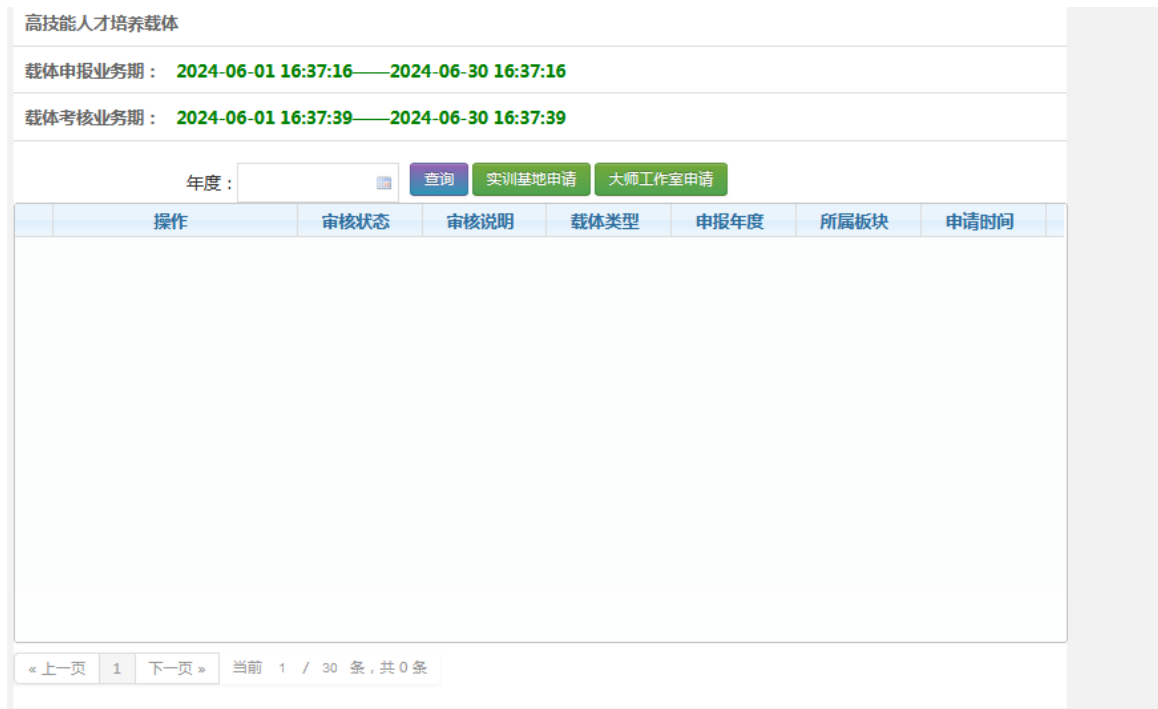 高技能人才培养载体
载体申报业务期： 2024-06-01 16:37:16——2024-06-30 16:37:16
载体考核业务期： 2024-06-01 16:37:39——2024-06-30 16:37:39
年度： 查询 实训基地申请 大师工作室申请
操作 审核状态 审核说明 载体类型 申报年度 所属板块 申请时间
« 上一页 1 下一页 » 当前 1 / 30 条，共 0 条